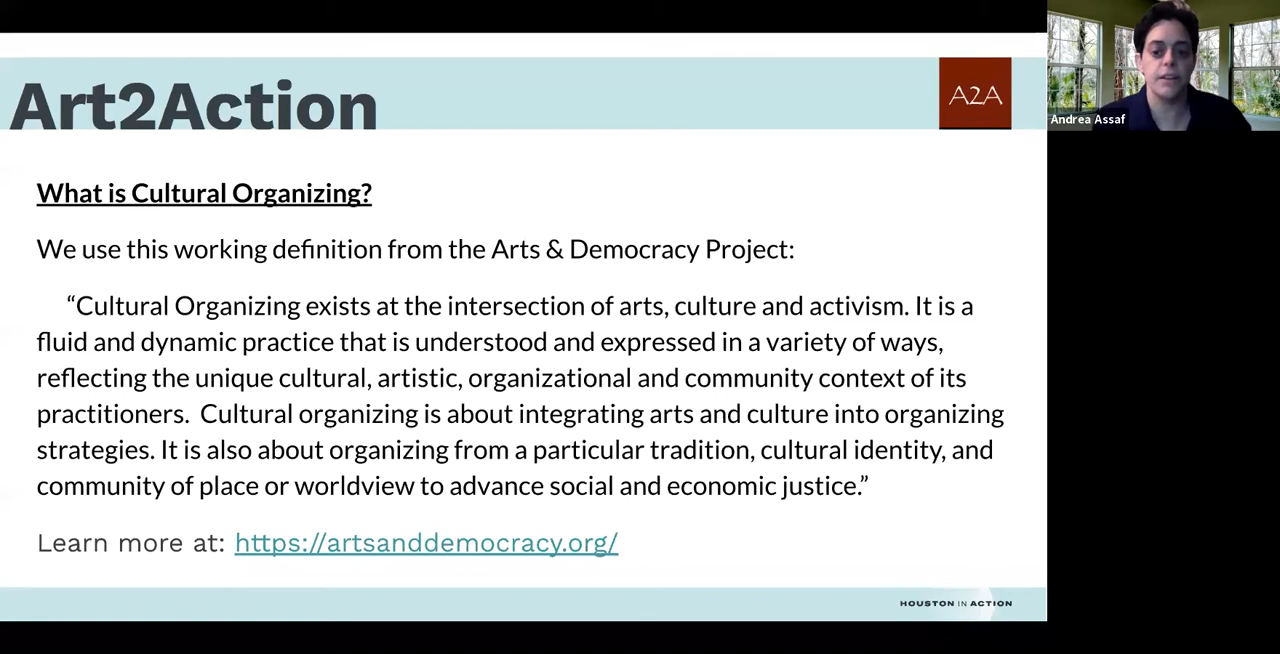 Art2Action
A2A
Andrea Assaf
What is Cultural Organizing?
We use this working definition from the Arts & Democracy Project:
“Cultural Organizing exists at the intersection of arts, culture and activism. It is a
fluid and dynamic practice that is understood and expressed in a variety of ways,
reflecting the unique cultural, artistic, organizational and community context of its
practitioners.  Cultural organizing is about integrating arts and culture into organizing
strategies. It is also about organizing from a particular tradition, cultural identity, and
community of place or worldview to advance social and economic justice.”
Learn more at: https://artsanddemocracy.org/
HOUSTON IN ACTION